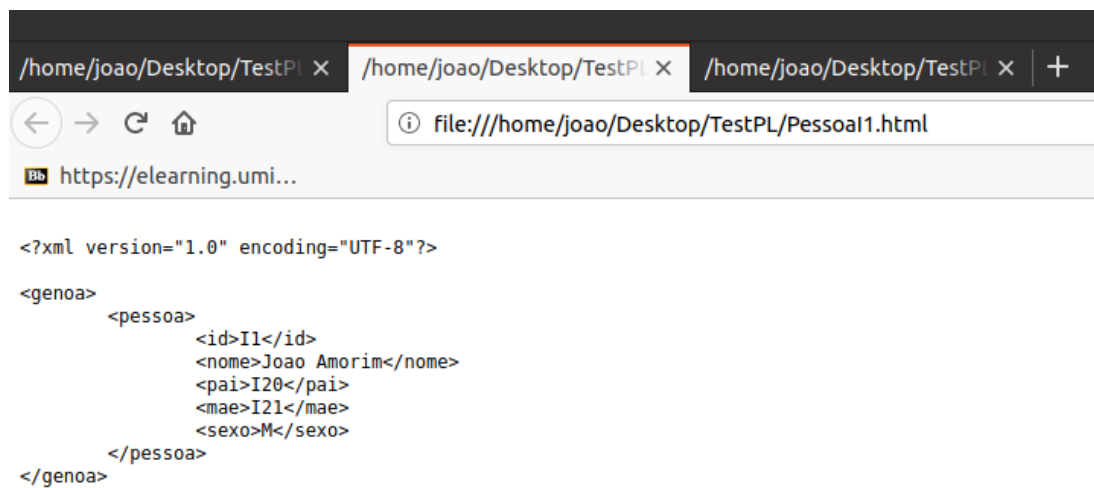 /home/joao/Desktop/TestPL /home/joao/Desktop/TestPL /home/joao/Desktop/TestPL
file:///home/joao/Desktop/TestPL/PessoaI1.html
Bb https://elearning.umi...
<?xml version="1.0" encoding="UTF-8"?>
<genoa>
<pessoa>
<id>I1</id>
<nome>Joao Amorim</nome>
<pai>I20</pai>
<mae>I21</mae>
<sexo>M</sexo>
</pessoa>
</genoa>